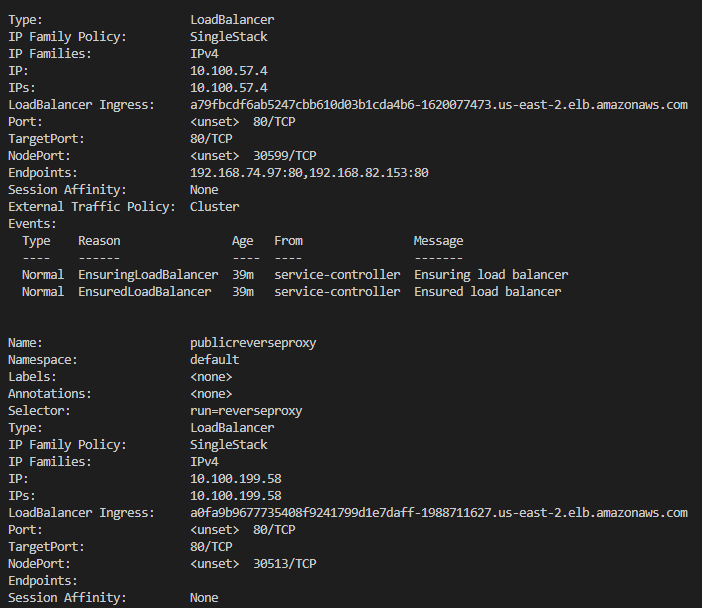 Type:                     LoadBalancer
IP Family Policy:         SingleStack
IP Families:              IPv4
IP:                       10.100.57.4
IPs:                      10.100.57.4
LoadBalancer Ingress:     a79fbcdf6ab5247cbb610d03b1cda4b6-1620077473.us-east-2.elb.amazonaws.com
Port:                     <unset>  80/TCP
TargetPort:               80/TCP
NodePort:                 <unset>  30599/TCP
Endpoints:                192.168.74.97:80,192.168.82.153:80
Session Affinity:         None
External Traffic Policy:  Cluster
Events:
  Type    Reason                Age   From                Message
  ----    ------                ----  ----                -------
  Normal  EnsuringLoadBalancer  39m   service-controller  Ensuring load balancer
  Normal  EnsuredLoadBalancer   39m   service-controller  Ensured load balancer
Name:                     publicreverseproxy
Namespace:                default
Labels:                   <none>
Annotations:              <none>
Selector:                 run=reverseproxy
Type:                     LoadBalancer
IP Family Policy:         SingleStack
IP Families:              IPv4
IP:                       10.100.199.58
IPs:                      10.100.199.58
LoadBalancer Ingress:     a0fa9b9677735408f9241799d1e7daff-1988711627.us-east-2.elb.amazonaws.com
Port:                     <unset>  80/TCP
TargetPort:               80/TCP
NodePort:                 <unset>  30513/TCP
Endpoints:
Session Affinity:         None